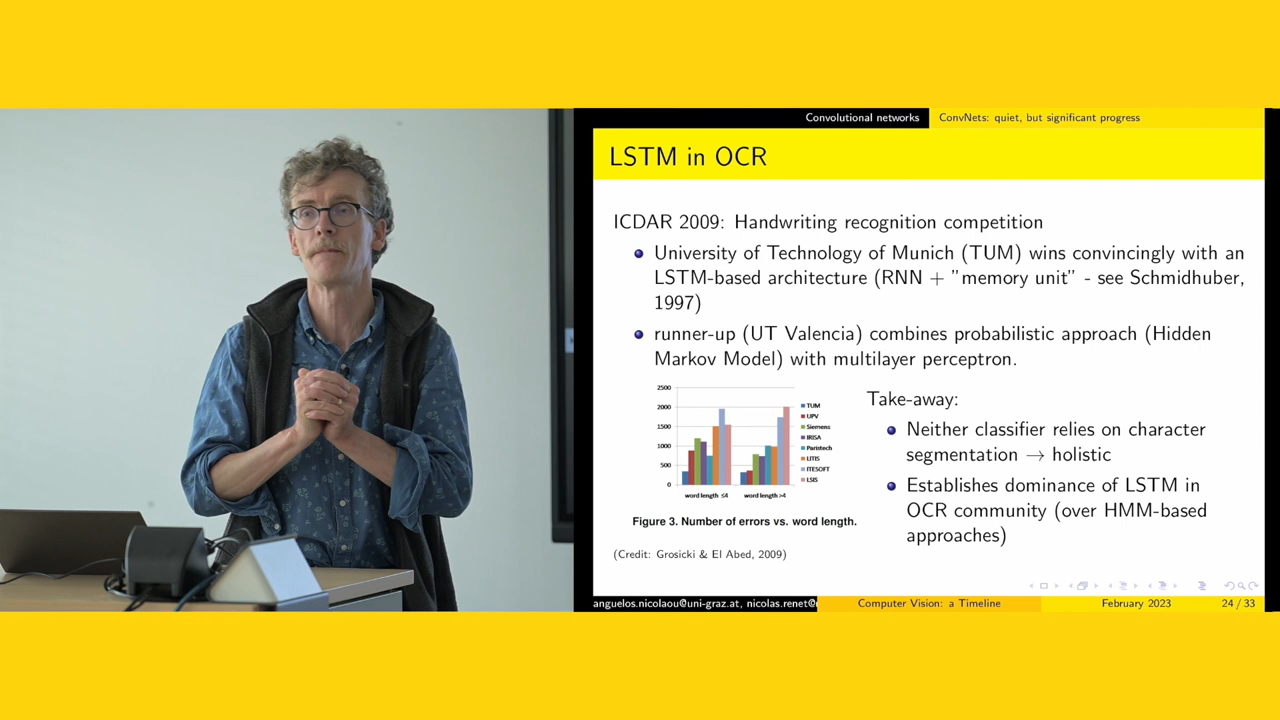 Convolutional networks
ConvNets: quiet, but significant progress
LSTM in OCR
ICDAR 2009: Handwriting recognition competition
University of Technology of Munich (TUM) wins convincingly with an
LSTM-based architecture (RNN + "memory unit" - see Schmidhuber,
1997)
runner-up (UT Valencia) combines probabilistic approach (Hidden
Markov Model) with multilayer perceptron.
2500
2000
1500
1000
500
0
word length ≤4
word length >4
TUM
UPV
Siemens
IRISA
Paristech
LITIS
ITESOFT
LSIS
Figure 3. Number of errors vs. word length.
(Credit: Grosicki & El Abed, 2009)
Take-away:
Neither classifier relies on character
segmentation → holistic
Establishes dominance of LSTM in
OCR community (over HMM-based
approaches)
anguelos.nicolaou@uni-graz.at, nicolas.renet@
Computer Vision: a Timeline
February 2023
24 / 33